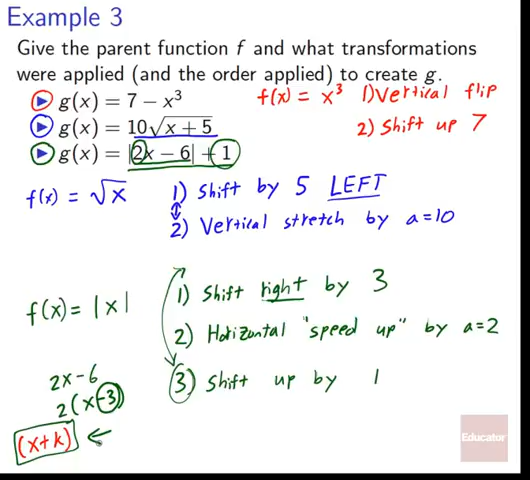 Example 3
Give the parent function f and what transformations
were applied (and the order applied) to create g.
g(x) = 7 − x³
f(x) = x³ 1) Vertical flip
2) Shift up 7
g(x) = 10√(x + 5)
g(x) = |2x − 6| + 1
f(x) = √x 1) Shift by 5 LEFT
2) Vertical stretch by a=10
f(x) = |x| 1) Shift right by 3
2) Horizontal "speed up" by a=2
3) Shift up by 1
2x-6
2(x-3)
(x+k)
Educator